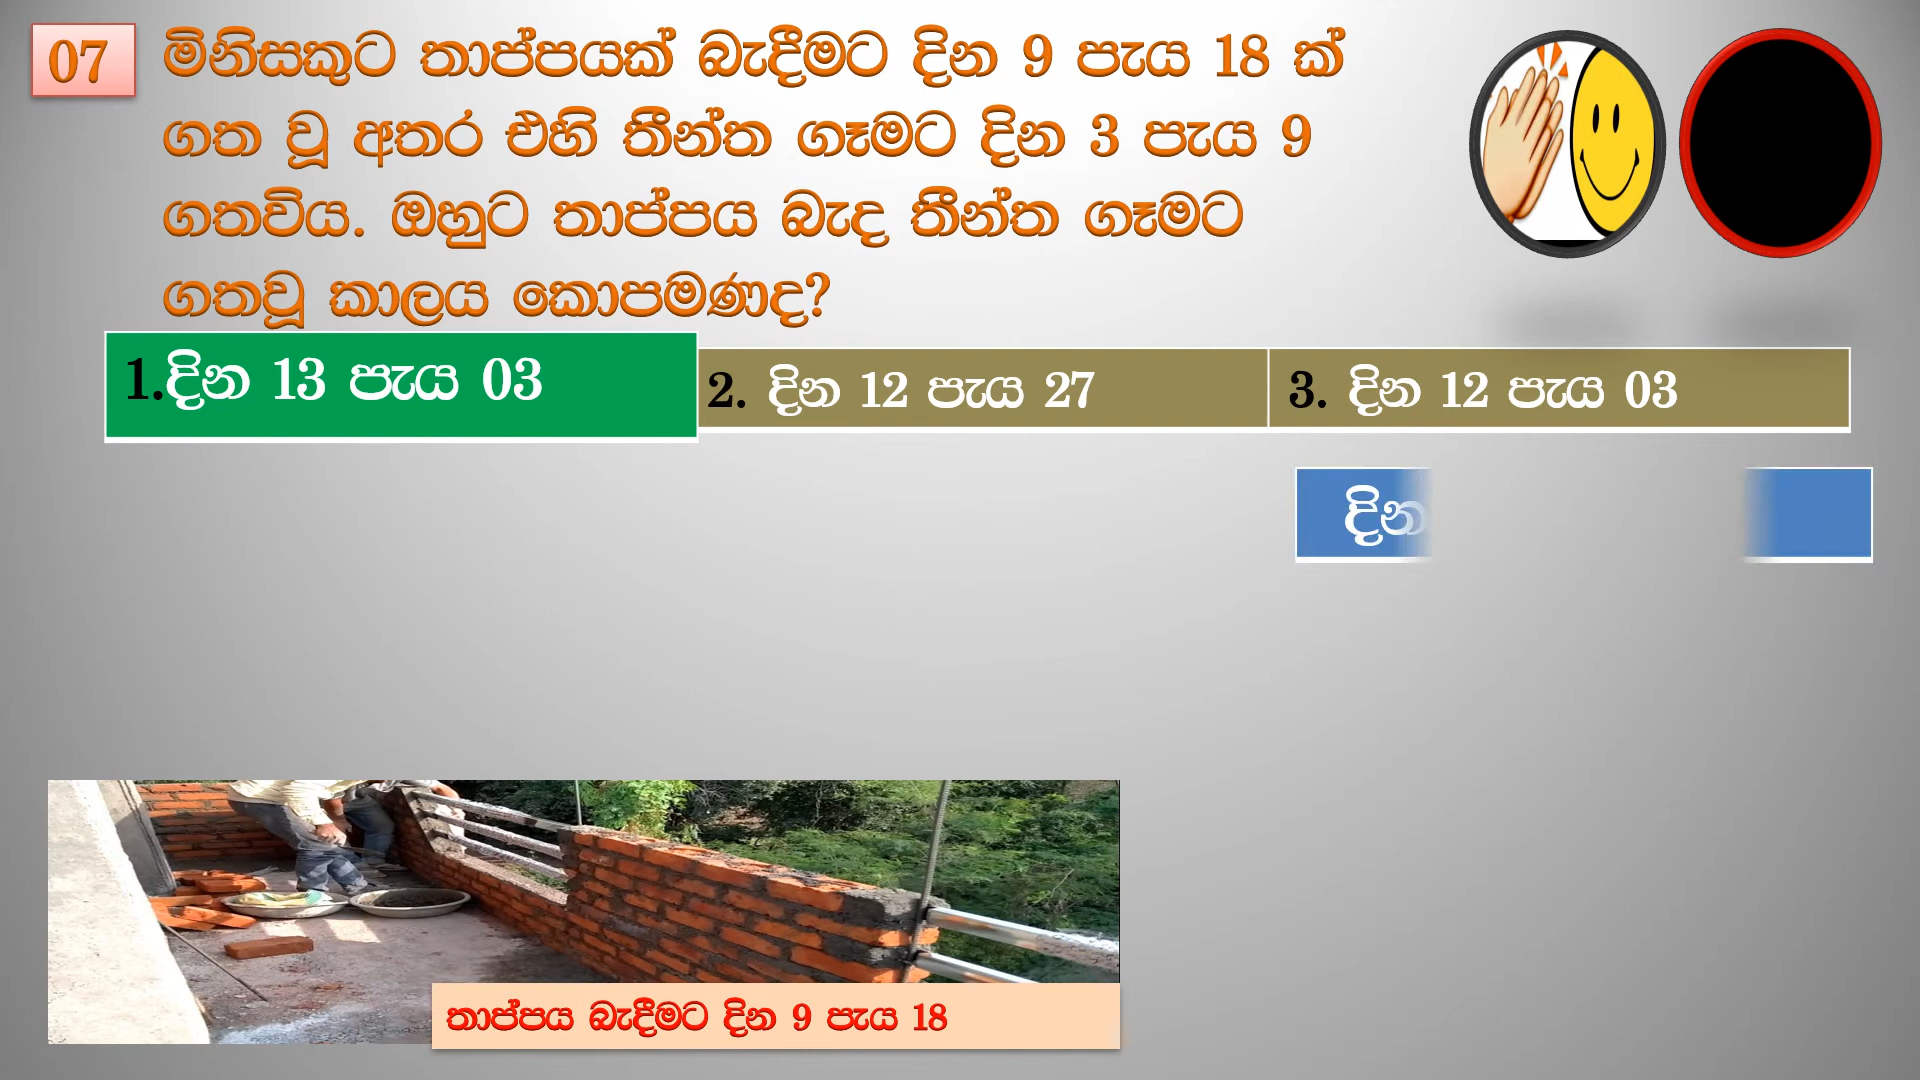 07
මිනිසකුට තාප්පයක් බැඳීමට දින 9 පැය 18 ක්
ගත වූ අතර එහි තීන්ත ගෑමට දින 3 පැය 9
ගතවිය. ඔහුට තාප්පය බැඳ තීන්ත ගෑමට
ගතවූ කාලය කොපමණද?
1.දින 13 පැය 03
2. දින 12 පැය 27
3. දින 12 පැය 03
දින
තාප්පය බැඳීමට දින 9 පැය 18